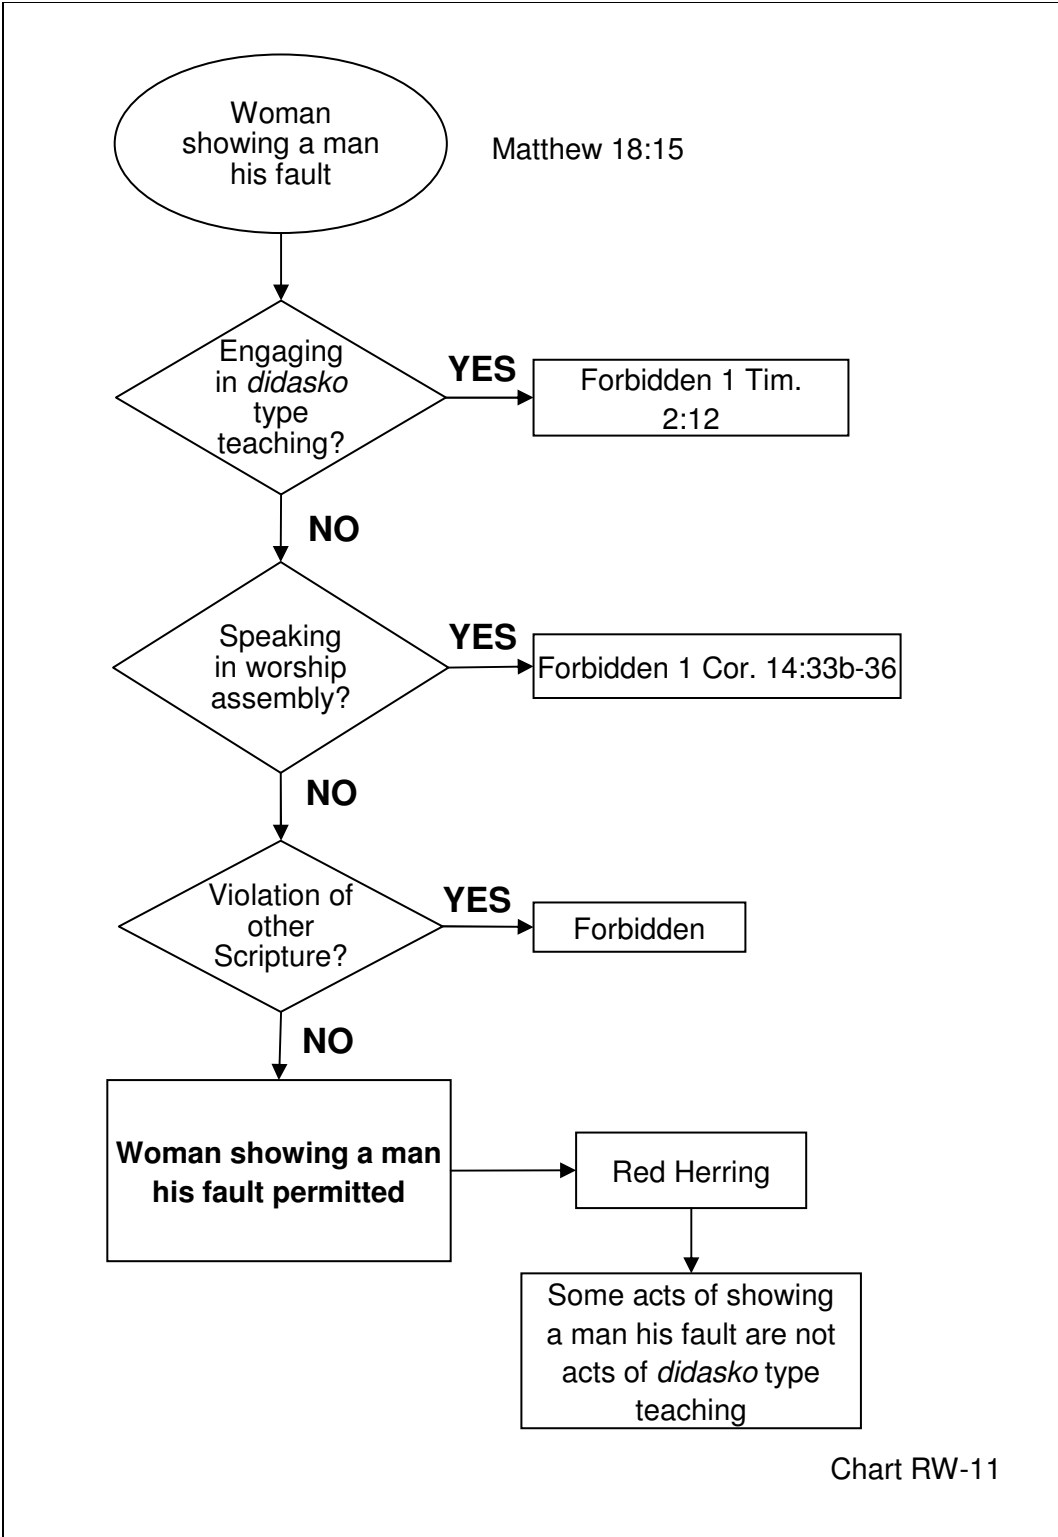 Woman
showing a man
his fault
Matthew 18:15
Engaging
in didasko
type
teaching?
YES
Forbidden 1 Tim.
2:12
NO
Speaking
in worship
assembly?
YES
Forbidden 1 Cor. 14:33b-36
NO
Violation of
other
Scripture?
YES
Forbidden
NO
Woman showing a man
his fault permitted
Red Herring
Some acts of showing
a man his fault are not
acts of didasko type
teaching
Chart RW-11